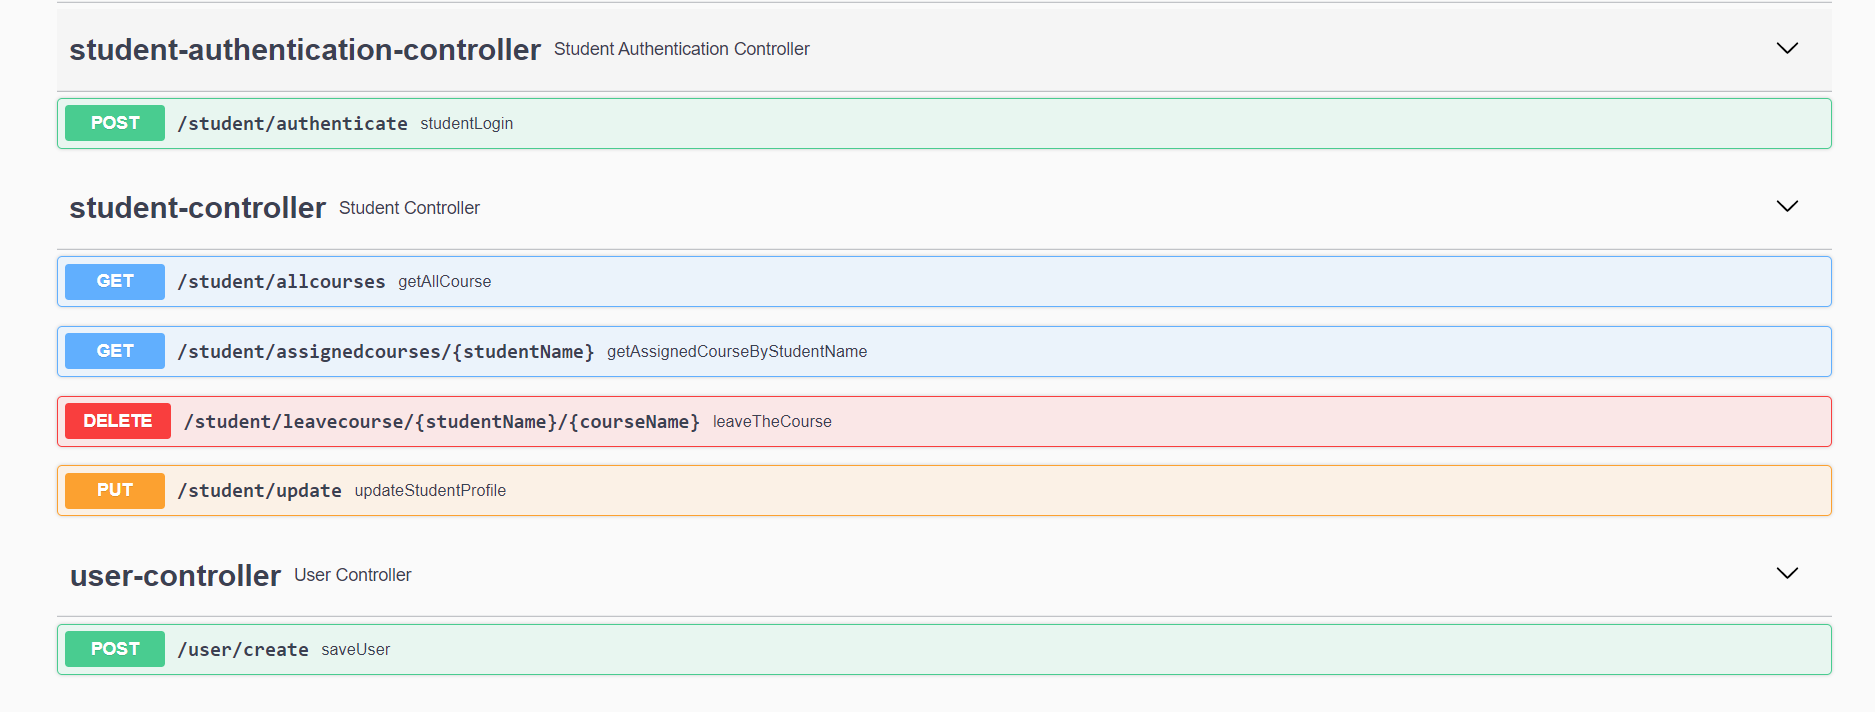 student-authentication-controller Student Authentication Controller
POST /student/authenticate studentLogin
student-controller Student Controller
GET /student/allcourses getAllCourse
GET /student/assignedcourses/{studentName} getAssignedCourseByStudentName
DELETE /student/leavecourse/{studentName}/{courseName} leaveTheCourse
PUT /student/update updateStudentProfile
user-controller User Controller
POST /user/create saveUser